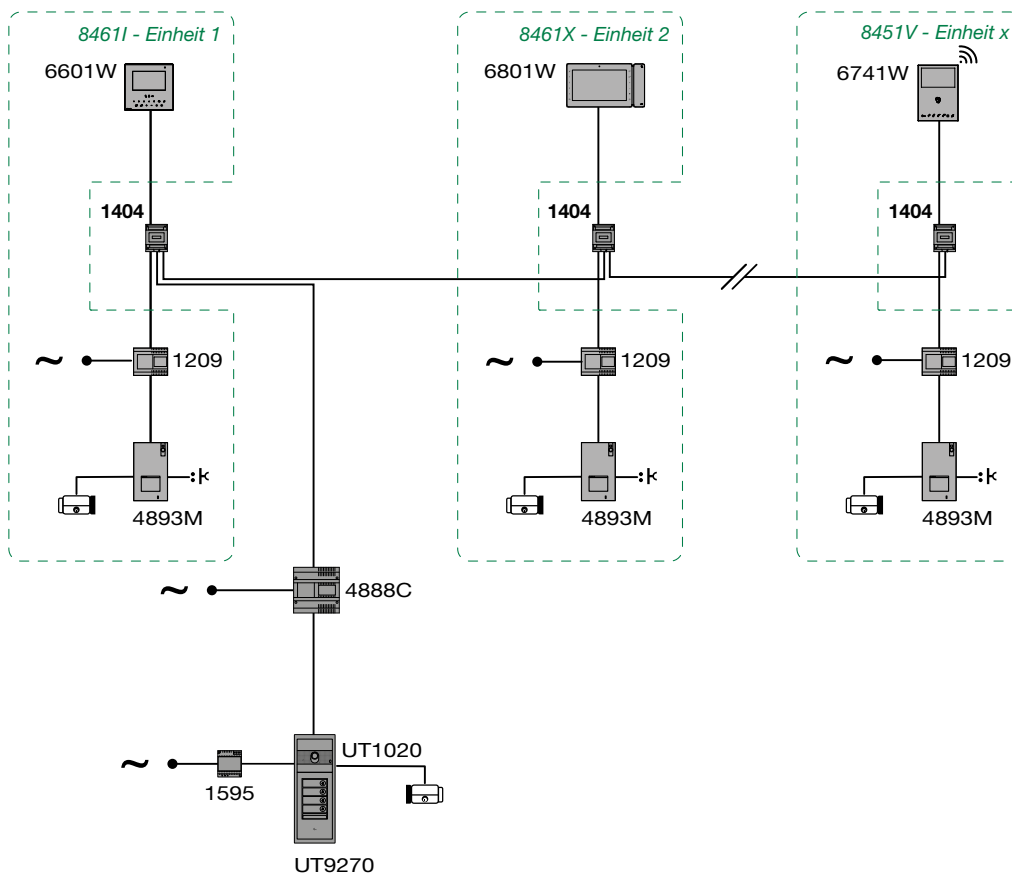 8461I - Einheit 1
8461X - Einheit 2
8451V - Einheit x
6601W
6801W
6741W
1404
1404
1404
1209
1209
1209
4893M
4893M
4893M
4888C
UT1020
1595
UT9270